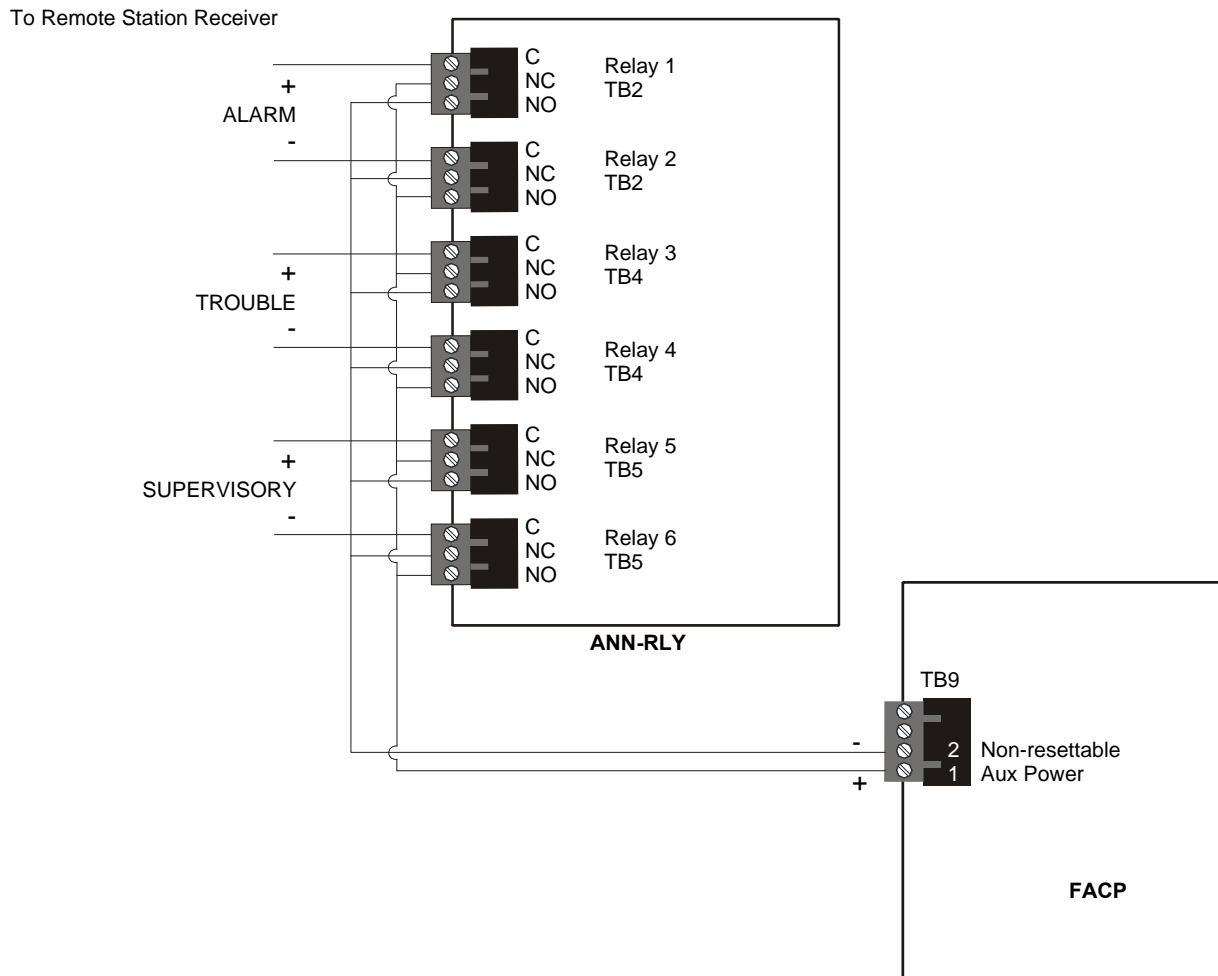 To Remote Station Receiver
C
NC
NO
Relay 1
TB2
+
ALARM
-
C
NC
NO
Relay 2
TB2
C
NC
NO
Relay 3
TB4
+
TROUBLE
-
C
NC
NO
Relay 4
TB4
C
NC
NO
Relay 5
TB5
+
SUPERVISORY
-
C
NC
NO
Relay 6
TB5
ANN-RLY
TB9
-
2 Non-resettable
1 Aux Power
+
FACP